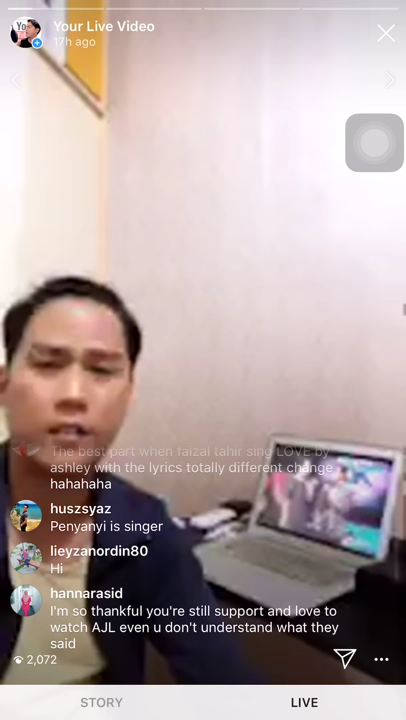 Your Live Video
17h ago
The best part when faizal tahir sing LOVE by
ashley with the lyrics totally different change
hahahaha
huszsyaz
Penyanyi is singer
lieyzanordin80
Hi
hannarasid
I'm so thankful you're still support and love to
watch AJL even u don't understand what they
said
2,072
STORY
LIVE